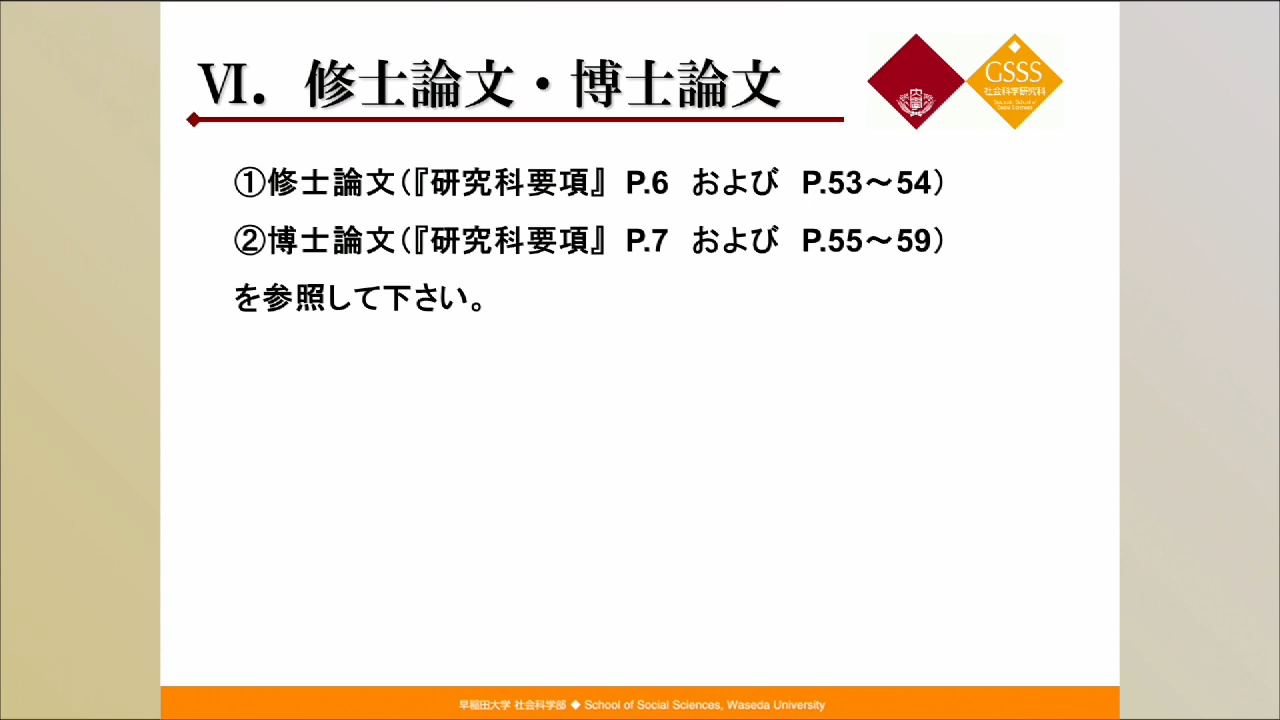 Ⅵ．修士論文・博士論文
GSSS
社会科学研究科
①修士論文（『研究科要項』 P.6 および P.53～54）
②博士論文（『研究科要項』 P.7 および P.55～59）
を参照して下さい。
早稲田大学 社会科学部 ◆ School of Social Sciences, Waseda University